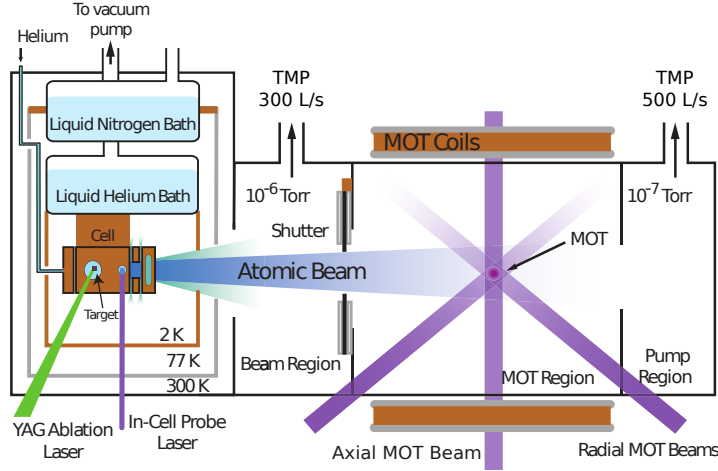 To vacuum
pump
Helium
TMP
300 L/s
TMP
500 L/s
Liquid Nitrogen Bath
MOT Coils
Liquid Helium Bath
10-6 Torr
10-7 Torr
Shutter
Cell
MOT
Atomic Beam
Target
2 K
77 K
300 K
Beam Region
MOT Region
Pump
Region
YAG Ablation
Laser
In-Cell Probe
Laser
Axial MOT Beam
Radial MOT Beams